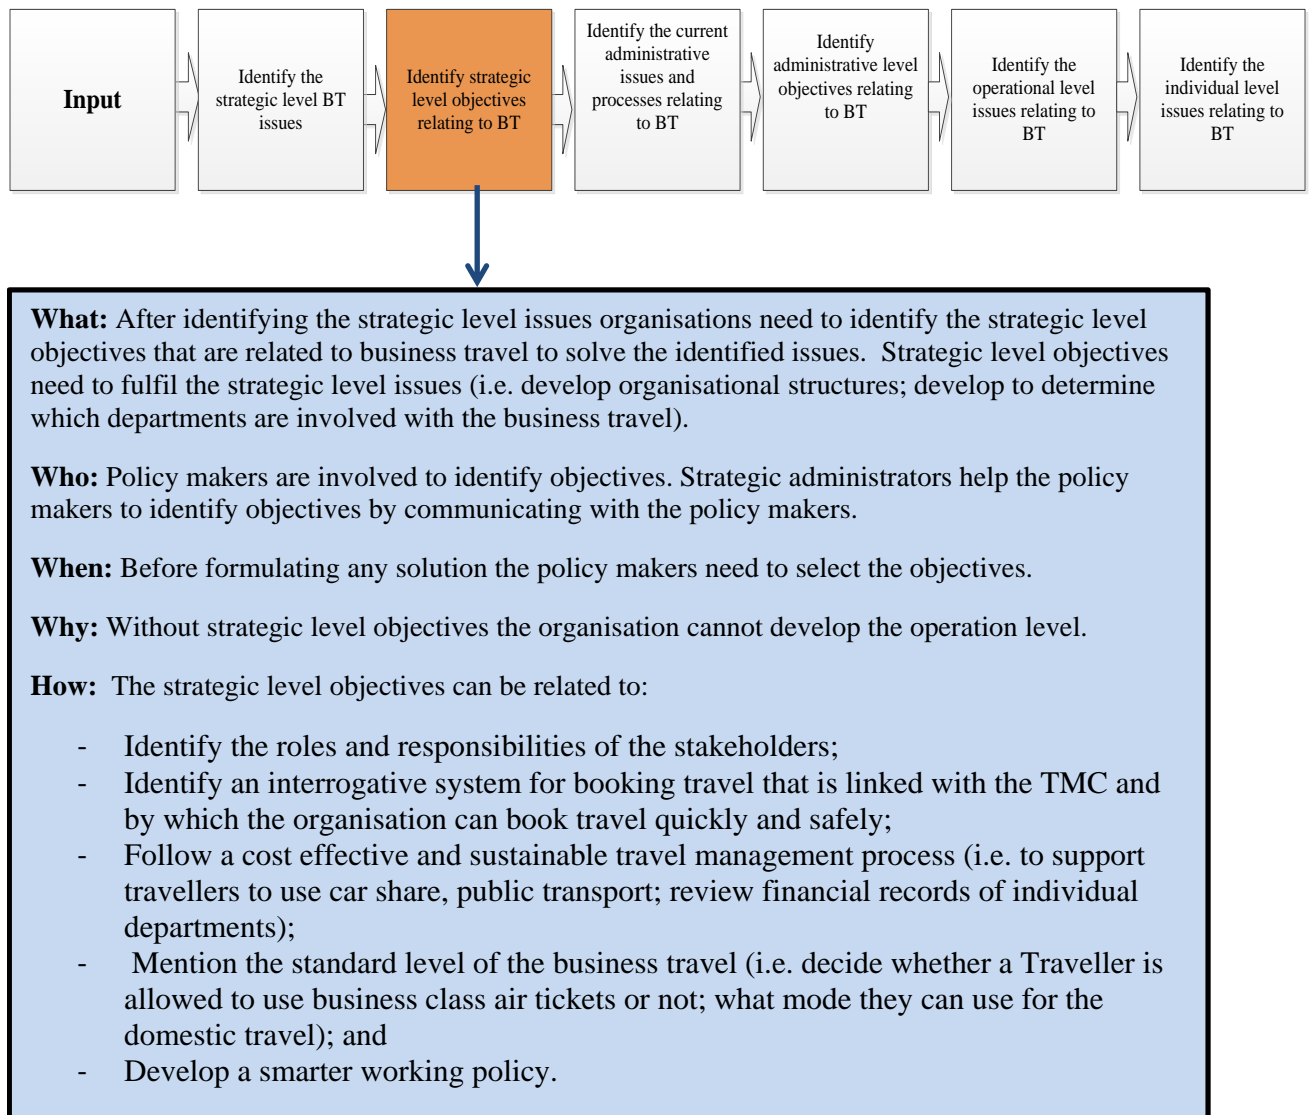 Input
Identify the
strategic level BT
issues
Identify strategic
level objectives
relating to BT
Identify the current
administrative
issues and
processes relating
to BT
Identify
administrative level
objectives relating
to BT
Identify the
operational level
issues relating to
BT
Identify the
individual level
issues relating to
BT
What: After identifying the strategic level issues organisations need to identify the strategic level
objectives that are related to business travel to solve the identified issues.  Strategic level objectives
need to fulfil the strategic level issues (i.e. develop organisational structures; develop to determine
which departments are involved with the business travel).
Who: Policy makers are involved to identify objectives. Strategic administrators help the policy
makers to identify objectives by communicating with the policy makers.
When: Before formulating any solution the policy makers need to select the objectives.
Why: Without strategic level objectives the organisation cannot develop the operation level.
How:  The strategic level objectives can be related to:
- Identify the roles and responsibilities of the stakeholders;
- Identify an interrogative system for booking travel that is linked with the TMC and
by which the organisation can book travel quickly and safely;
- Follow a cost effective and sustainable travel management process (i.e. to support
travellers to use car share, public transport; review financial records of individual
departments);
- Mention the standard level of the business travel (i.e. decide whether a Traveller is
allowed to use business class air tickets or not; what mode they can use for the
domestic travel); and
- Develop a smarter working policy.